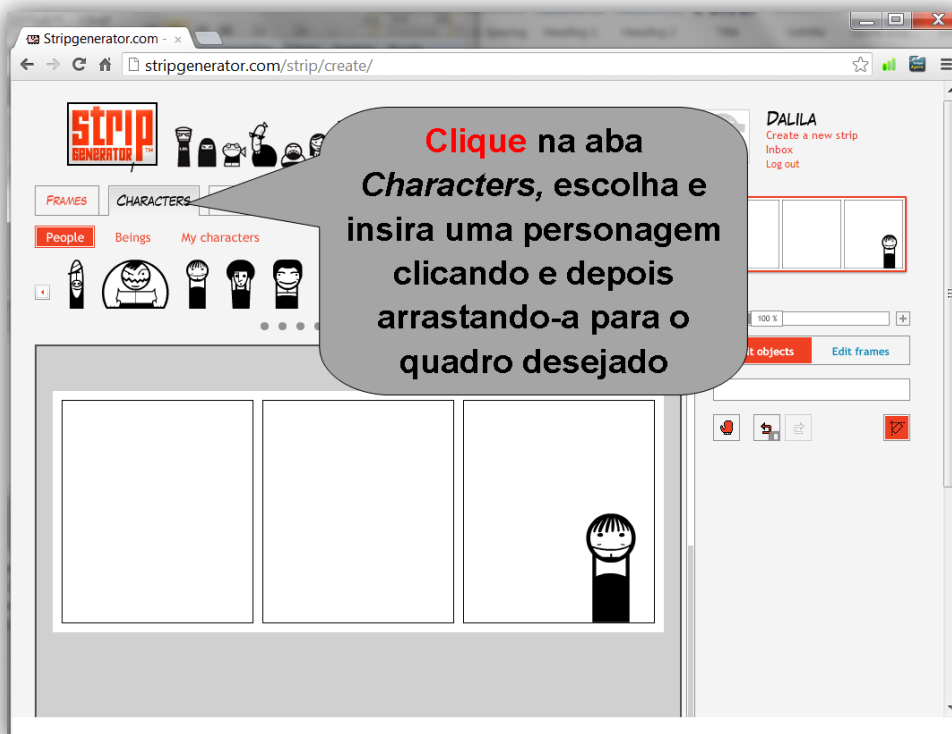 Stripgenerator.com -
stripgenerator.com/strip/create/
STRIP
GENERATOR™
DALILA
Create a new strip
Inbox
Log out
Clique na aba
Characters, escolha e
insira uma personagem
clicando e depois
arrastando-a para o
quadro desejado
FRAMES
CHARACTERS
People Beings My characters
100 %
it objects Edit frames